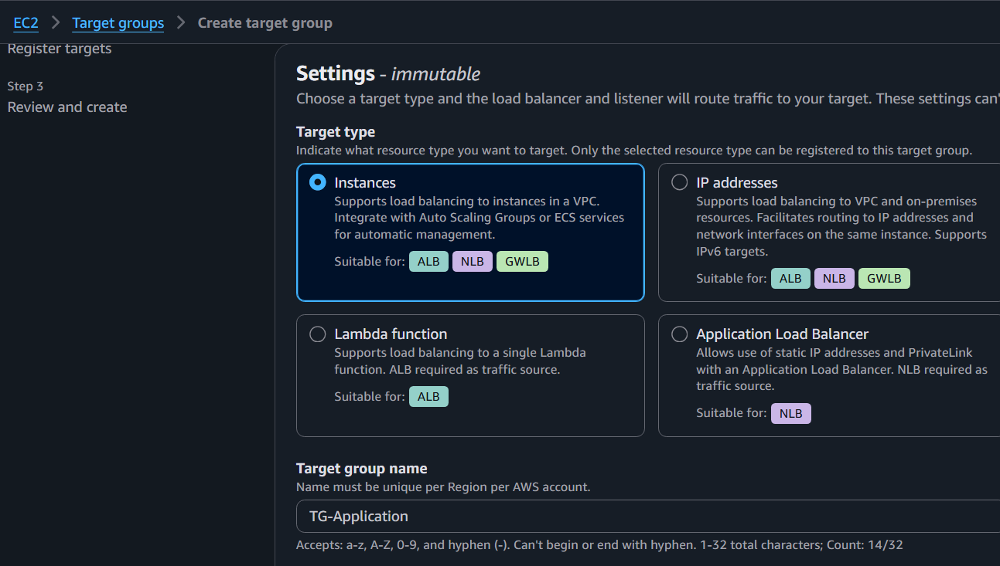 EC2 > Target groups > Create target group
Register targets
Step 3
Review and create
Settings - immutable
Choose a target type and the load balancer and listener will route traffic to your target. These settings can'
Target type
Indicate what resource type you want to target. Only the selected resource type can be registered to this target group.
Instances
Supports load balancing to instances in a VPC.
Integrate with Auto Scaling Groups or ECS services
for automatic management.
Suitable for: ALB NLB GWLB
IP addresses
Supports load balancing to VPC and on-premises
resources. Facilitates routing to IP addresses and
network interfaces on the same instance. Supports
IPv6 targets.
Suitable for: ALB NLB GWLB
Lambda function
Supports load balancing to a single Lambda
function. ALB required as traffic source.
Suitable for: ALB
Application Load Balancer
Allows use of static IP addresses and PrivateLink
with an Application Load Balancer. NLB required as
traffic source.
Suitable for: NLB
Target group name
Name must be unique per Region per AWS account.
TG-Application
Accepts: a-z, A-Z, 0-9, and hyphen (-). Can't begin or end with hyphen. 1-32 total characters; Count: 14/32